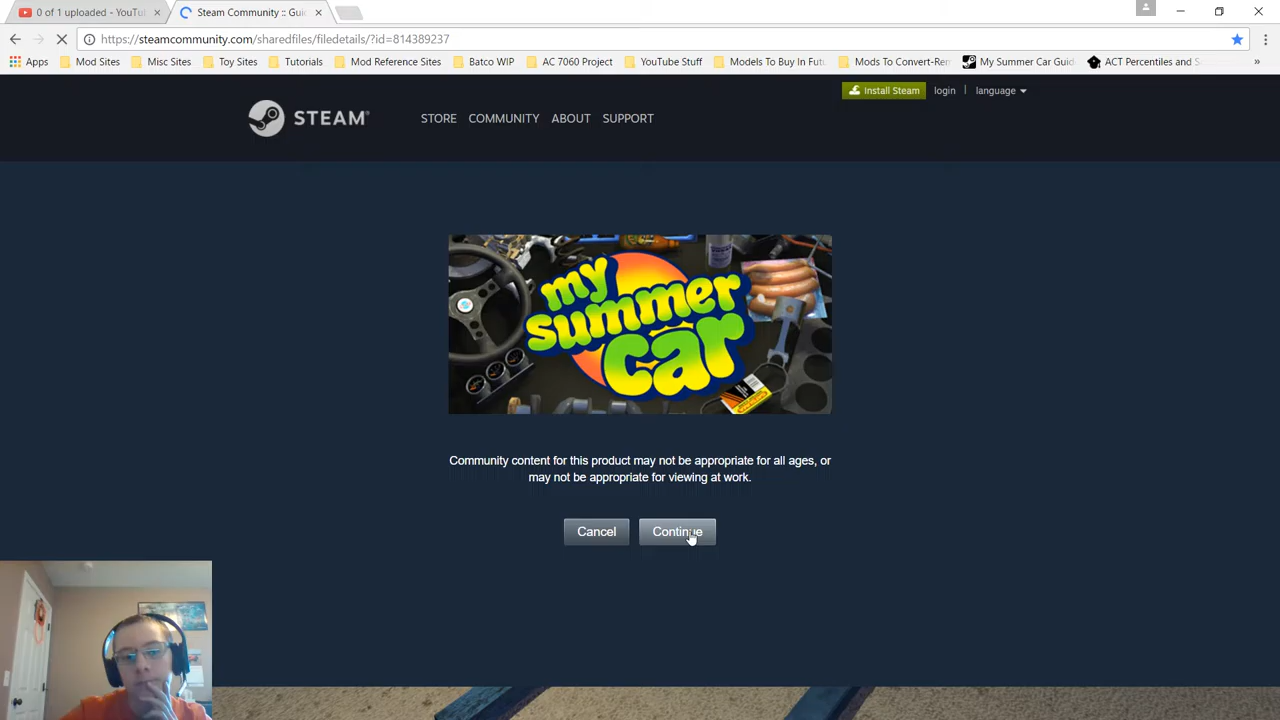 0 of 1 uploaded - YouTu
Steam Community :: Gui
https://steamcommunity.com/sharedfiles/filedetails/?id=814389237
Apps
Mod Sites
Misc Sites
Toy Sites
Tutorials
Mod Reference Sites
Batco WIP
AC 7060 Project
YouTube Stuff
Models To Buy In Futu
Mods To Convert-Ren
My Summer Car Guid
ACT Percentiles and S
»
Install Steam
login
|
language
STEAM®
STORE
COMMUNITY
ABOUT
SUPPORT
my
summer
car
Community content for this product may not be appropriate for all ages, or
may not be appropriate for viewing at work.
Cancel
Continue